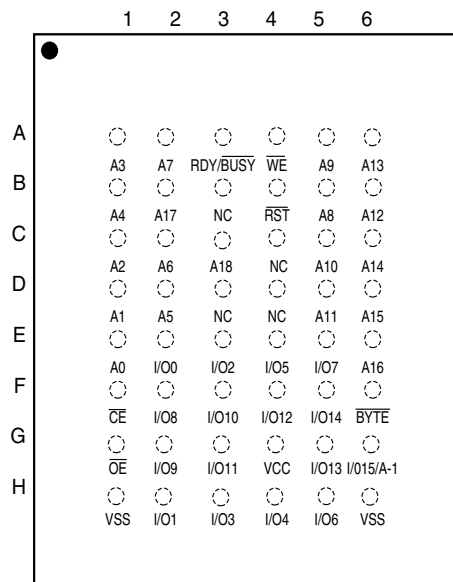 1 2 3 4 5 6
A
A3 A7 RDY/BUSY WE A9 A13
B
A4 A17 NC RST A8 A12
C
A2 A6 A18 NC A10 A14
D
A1 A5 NC NC A11 A15
E
A0 I/O0 I/O2 I/O5 I/O7 A16
F
CE I/O8 I/O10 I/O12 I/O14 BYTE
G
OE I/O9 I/O11 VCC I/O13 I/015/A-1
H
VSS I/O1 I/O3 I/O4 I/O6 VSS